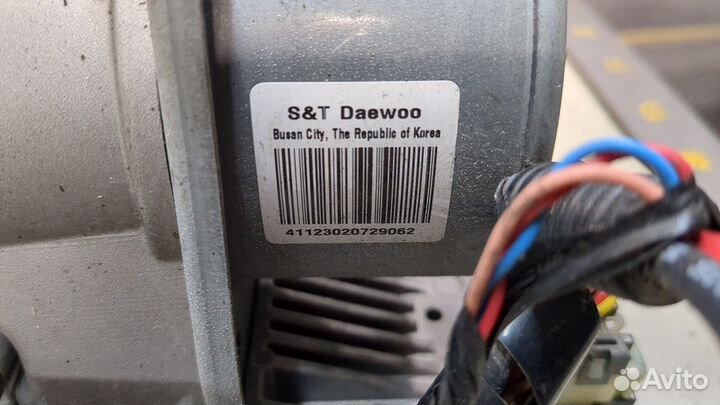 S&T Daewoo
Busan City, The Republic of Korea
41123020729062
Avito